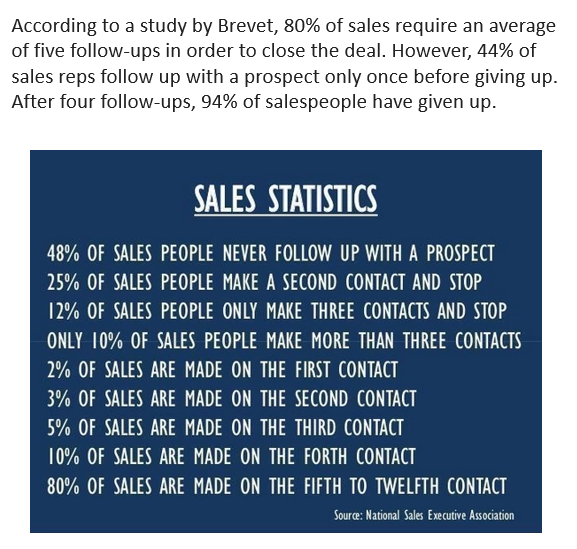 According to a study by Brevet, 80% of sales require an average
of five follow-ups in order to close the deal. However, 44% of
sales reps follow up with a prospect only once before giving up.
After four follow-ups, 94% of salespeople have given up.
SALES STATISTICS
48% OF SALES PEOPLE NEVER FOLLOW UP WITH A PROSPECT
25% OF SALES PEOPLE MAKE A SECOND CONTACT AND STOP
12% OF SALES PEOPLE ONLY MAKE THREE CONTACTS AND STOP
ONLY 10% OF SALES PEOPLE MAKE MORE THAN THREE CONTACTS
2% OF SALES ARE MADE ON THE FIRST CONTACT
3% OF SALES ARE MADE ON THE SECOND CONTACT
5% OF SALES ARE MADE ON THE THIRD CONTACT
10% OF SALES ARE MADE ON THE FORTH CONTACT
80% OF SALES ARE MADE ON THE FIFTH TO TWELFTH CONTACT
Source: National Sales Executive Association